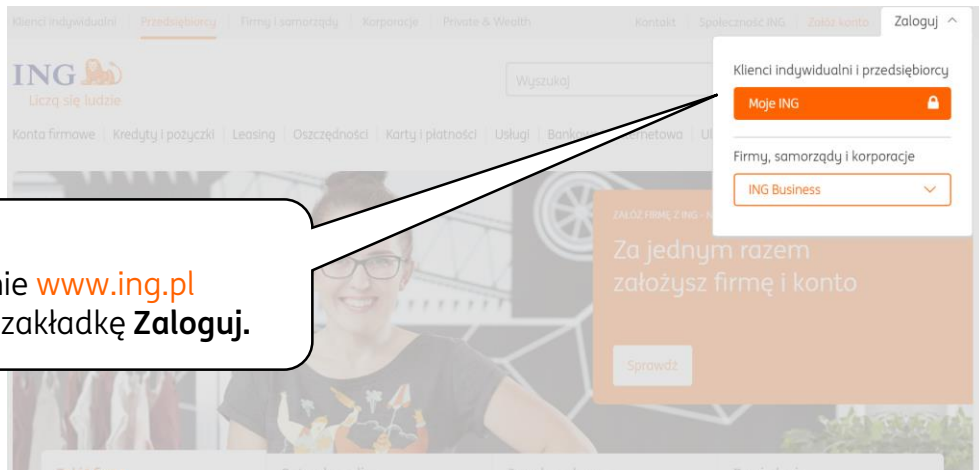 Klienci indywidualni Przedsiębiorcy Firmy i samorządy Korporacje Private & Wealth Kontakt Społeczność ING Załóż konto Zaloguj
ING
Liczą się ludzie
Wyszukaj
Klienci indywidualni i przedsiębiorcy
Moje ING
Konta firmowe Kredyty i pożyczki Leasing Oszczędności Karty i płatności Usługi
Firmy, samorządy i korporacje
ING Business
ZAŁÓŻ FIRMĘ Z ING
Za jednym razem
założysz firmę i konto
www.ing.pl
zakładkę Zaloguj.
Sprawdź